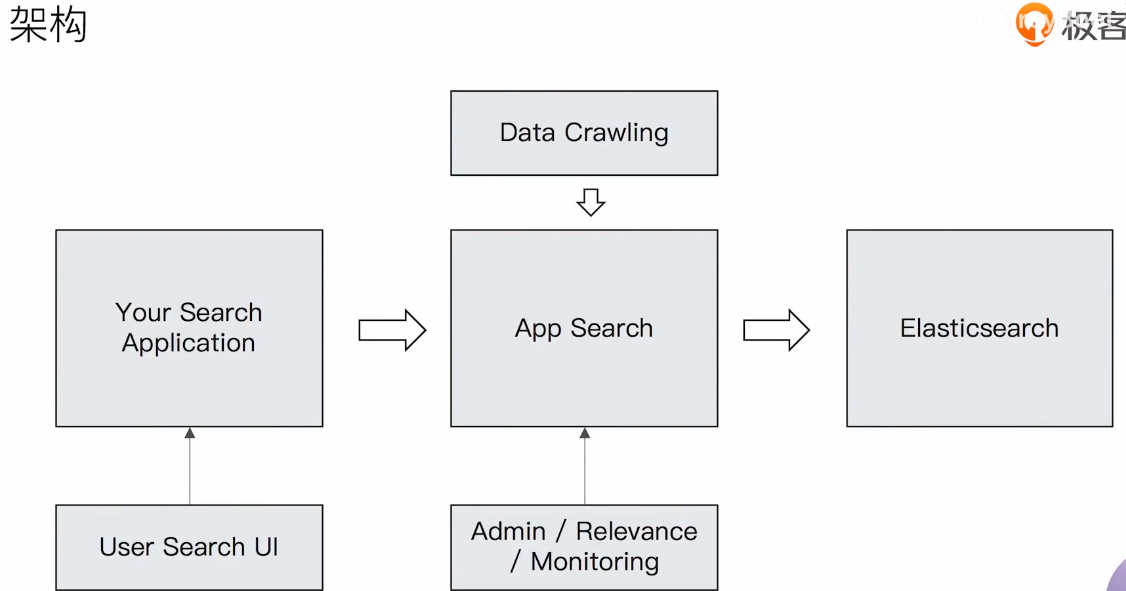 架构
极客
Data Crawling
Your Search
Application
App Search
Elasticsearch
User Search UI
Admin / Relevance
/ Monitoring